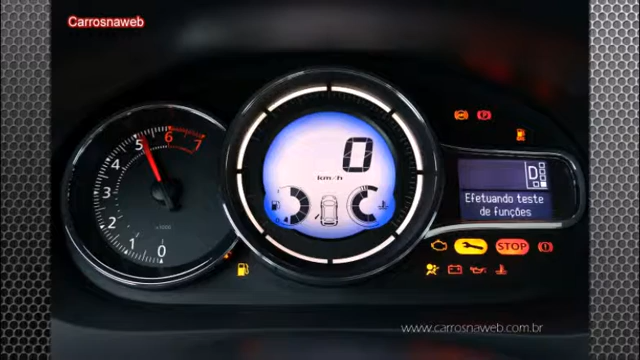 Carrosnaweb
5 6 7
4
3
2
1 0
x1000
0
km/h
D
Efetuando teste
de funções
STOP
www.carrosnaweb.com.br